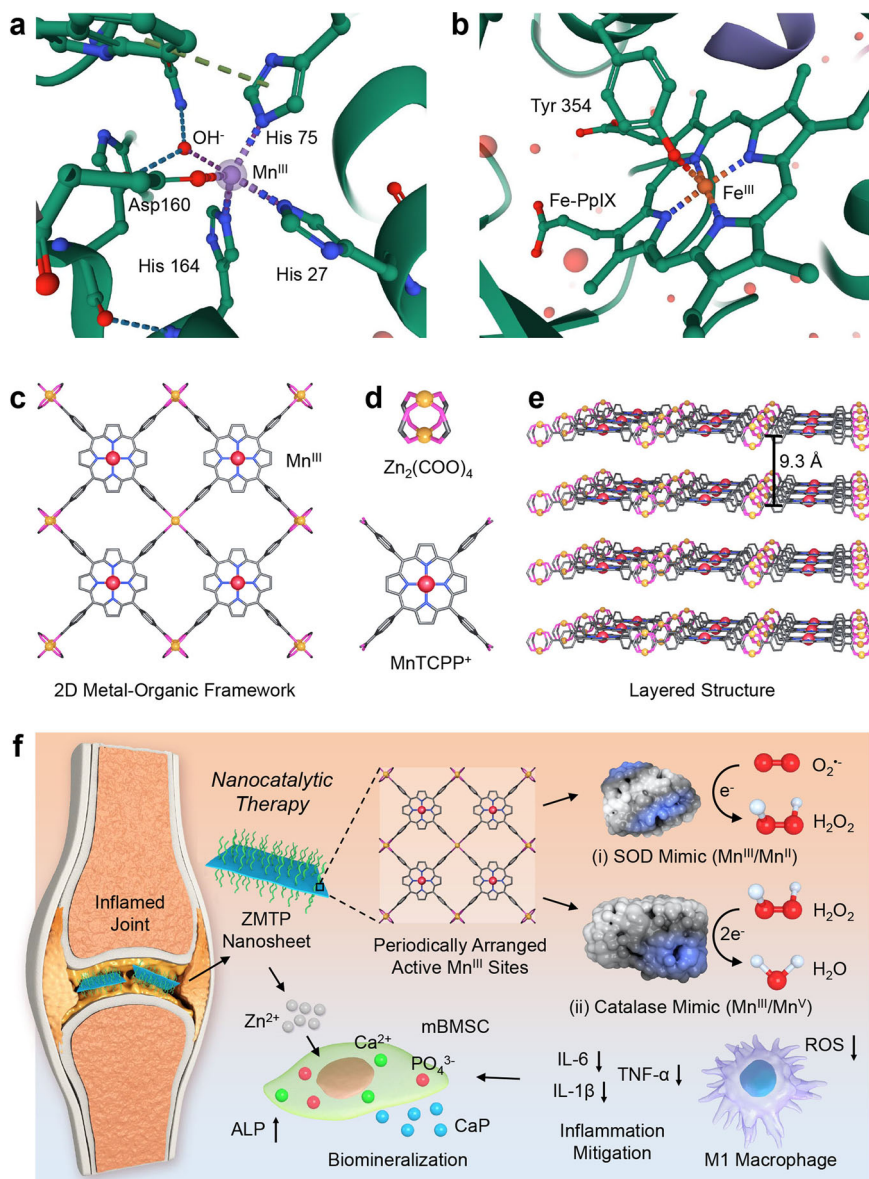 a
OH⁻
His 75
Mnᴵᴵᴵ
Asp160
His 164
His 27
b
Tyr 354
Feᴵᴵᴵ
Fe-PpIX
c
Mnᴵᴵᴵ
2D Metal-Organic Framework
d
Zn₂(COO)₄
MnTCPP⁺
e
9.3 Å
Layered Structure
f
Inflamed
Joint
Nanocatalytic
Therapy
ZMTP
Nanosheet
Periodically Arranged
Active Mnᴵᴵᴵ Sites
e⁻
O₂•⁻
H₂O₂
(i) SOD Mimic (Mnᴵᴵᴵ/Mnᴵᴵ)
H₂O₂
2e⁻
H₂O
(ii) Catalase Mimic (Mnᴵᴵᴵ/Mnⱽ)
Zn²⁺
Ca²⁺
mBMSC
PO₄³⁻
ALP
CaP
Biomineralization
IL-6
IL-1β
TNF-α
Inflammation
Mitigation
ROS
M1 Macrophage